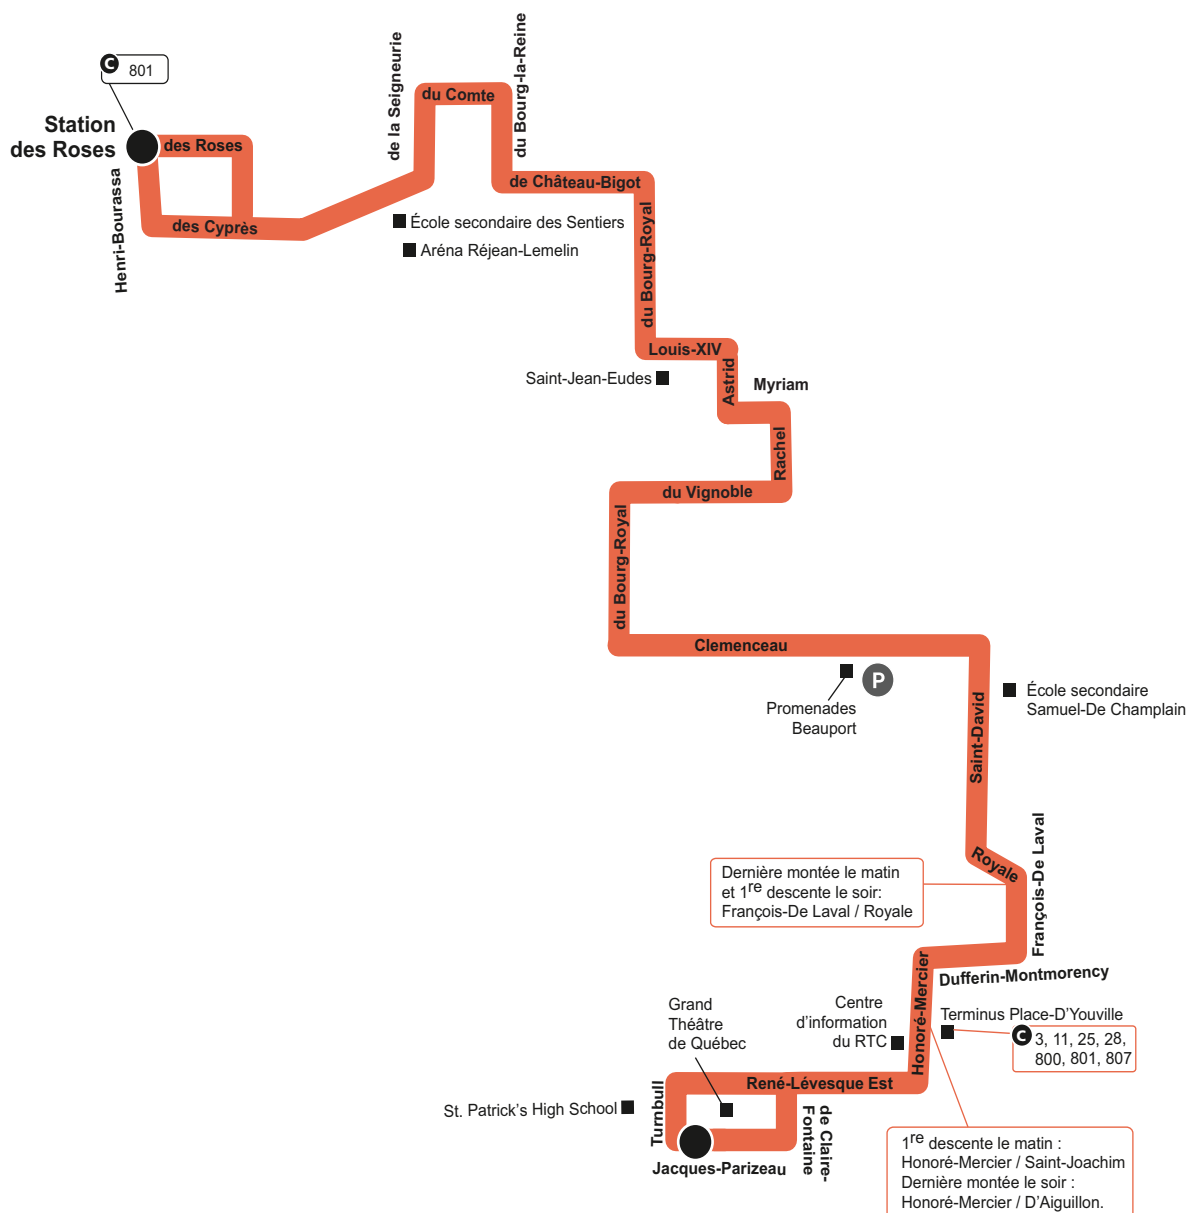 C 801
Station
des Roses
des Roses
Henri-Bourassa
des Cyprès
de la Seigneurie
du Comte
du Bourg-la-Reine
de Château-Bigot
École secondaire des Sentiers
Aréna Réjean-Lemelin
du Bourg-Royal
Louis-XIV
Saint-Jean-Eudes
Astrid
Myriam
Rachel
du Vignoble
du Bourg-Royal
Clemenceau
P
Promenades
Beauport
École secondaire
Samuel-De Champlain
Saint-David
Royale
François-De Laval
Dernière montée le matin
et 1re descente le soir:
François-De Laval / Royale
Dufferin-Montmorency
Honoré-Mercier
Terminus Place-D'Youville
C 3, 11, 25, 28,
800, 801, 807
Centre
d'information
du RTC
Grand
Théâtre
de Québec
René-Lévesque Est
St. Patrick's High School
Turnbull
de Claire-
Fontaine
Jacques-Parizeau
1re descente le matin :
Honoré-Mercier / Saint-Joachim
Dernière montée le soir :
Honoré-Mercier / D'Aiguillon.